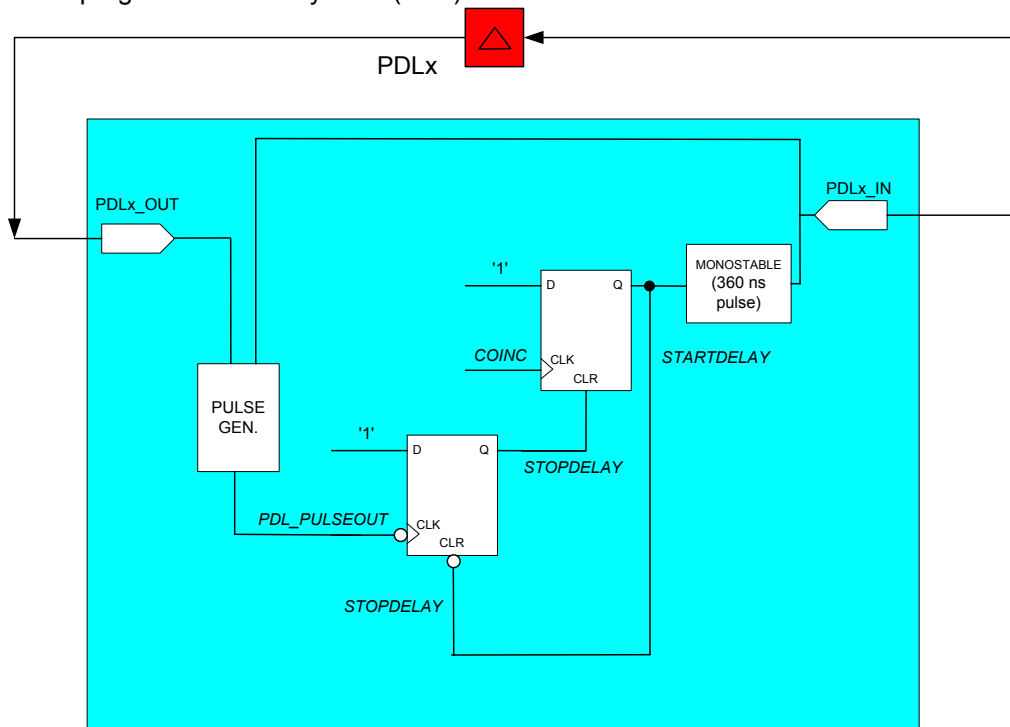 PDLx
PDLx_OUT
PDLx_IN
MONOSTABLE
(360 ns
pulse)
'1'
D
Q
COINC
CLK
CLR
STARTDELAY
PULSE
GEN.
'1'
D
Q
STOPDELAY
PDL_PULSEOUT
CLK
CLR
STOPDELAY